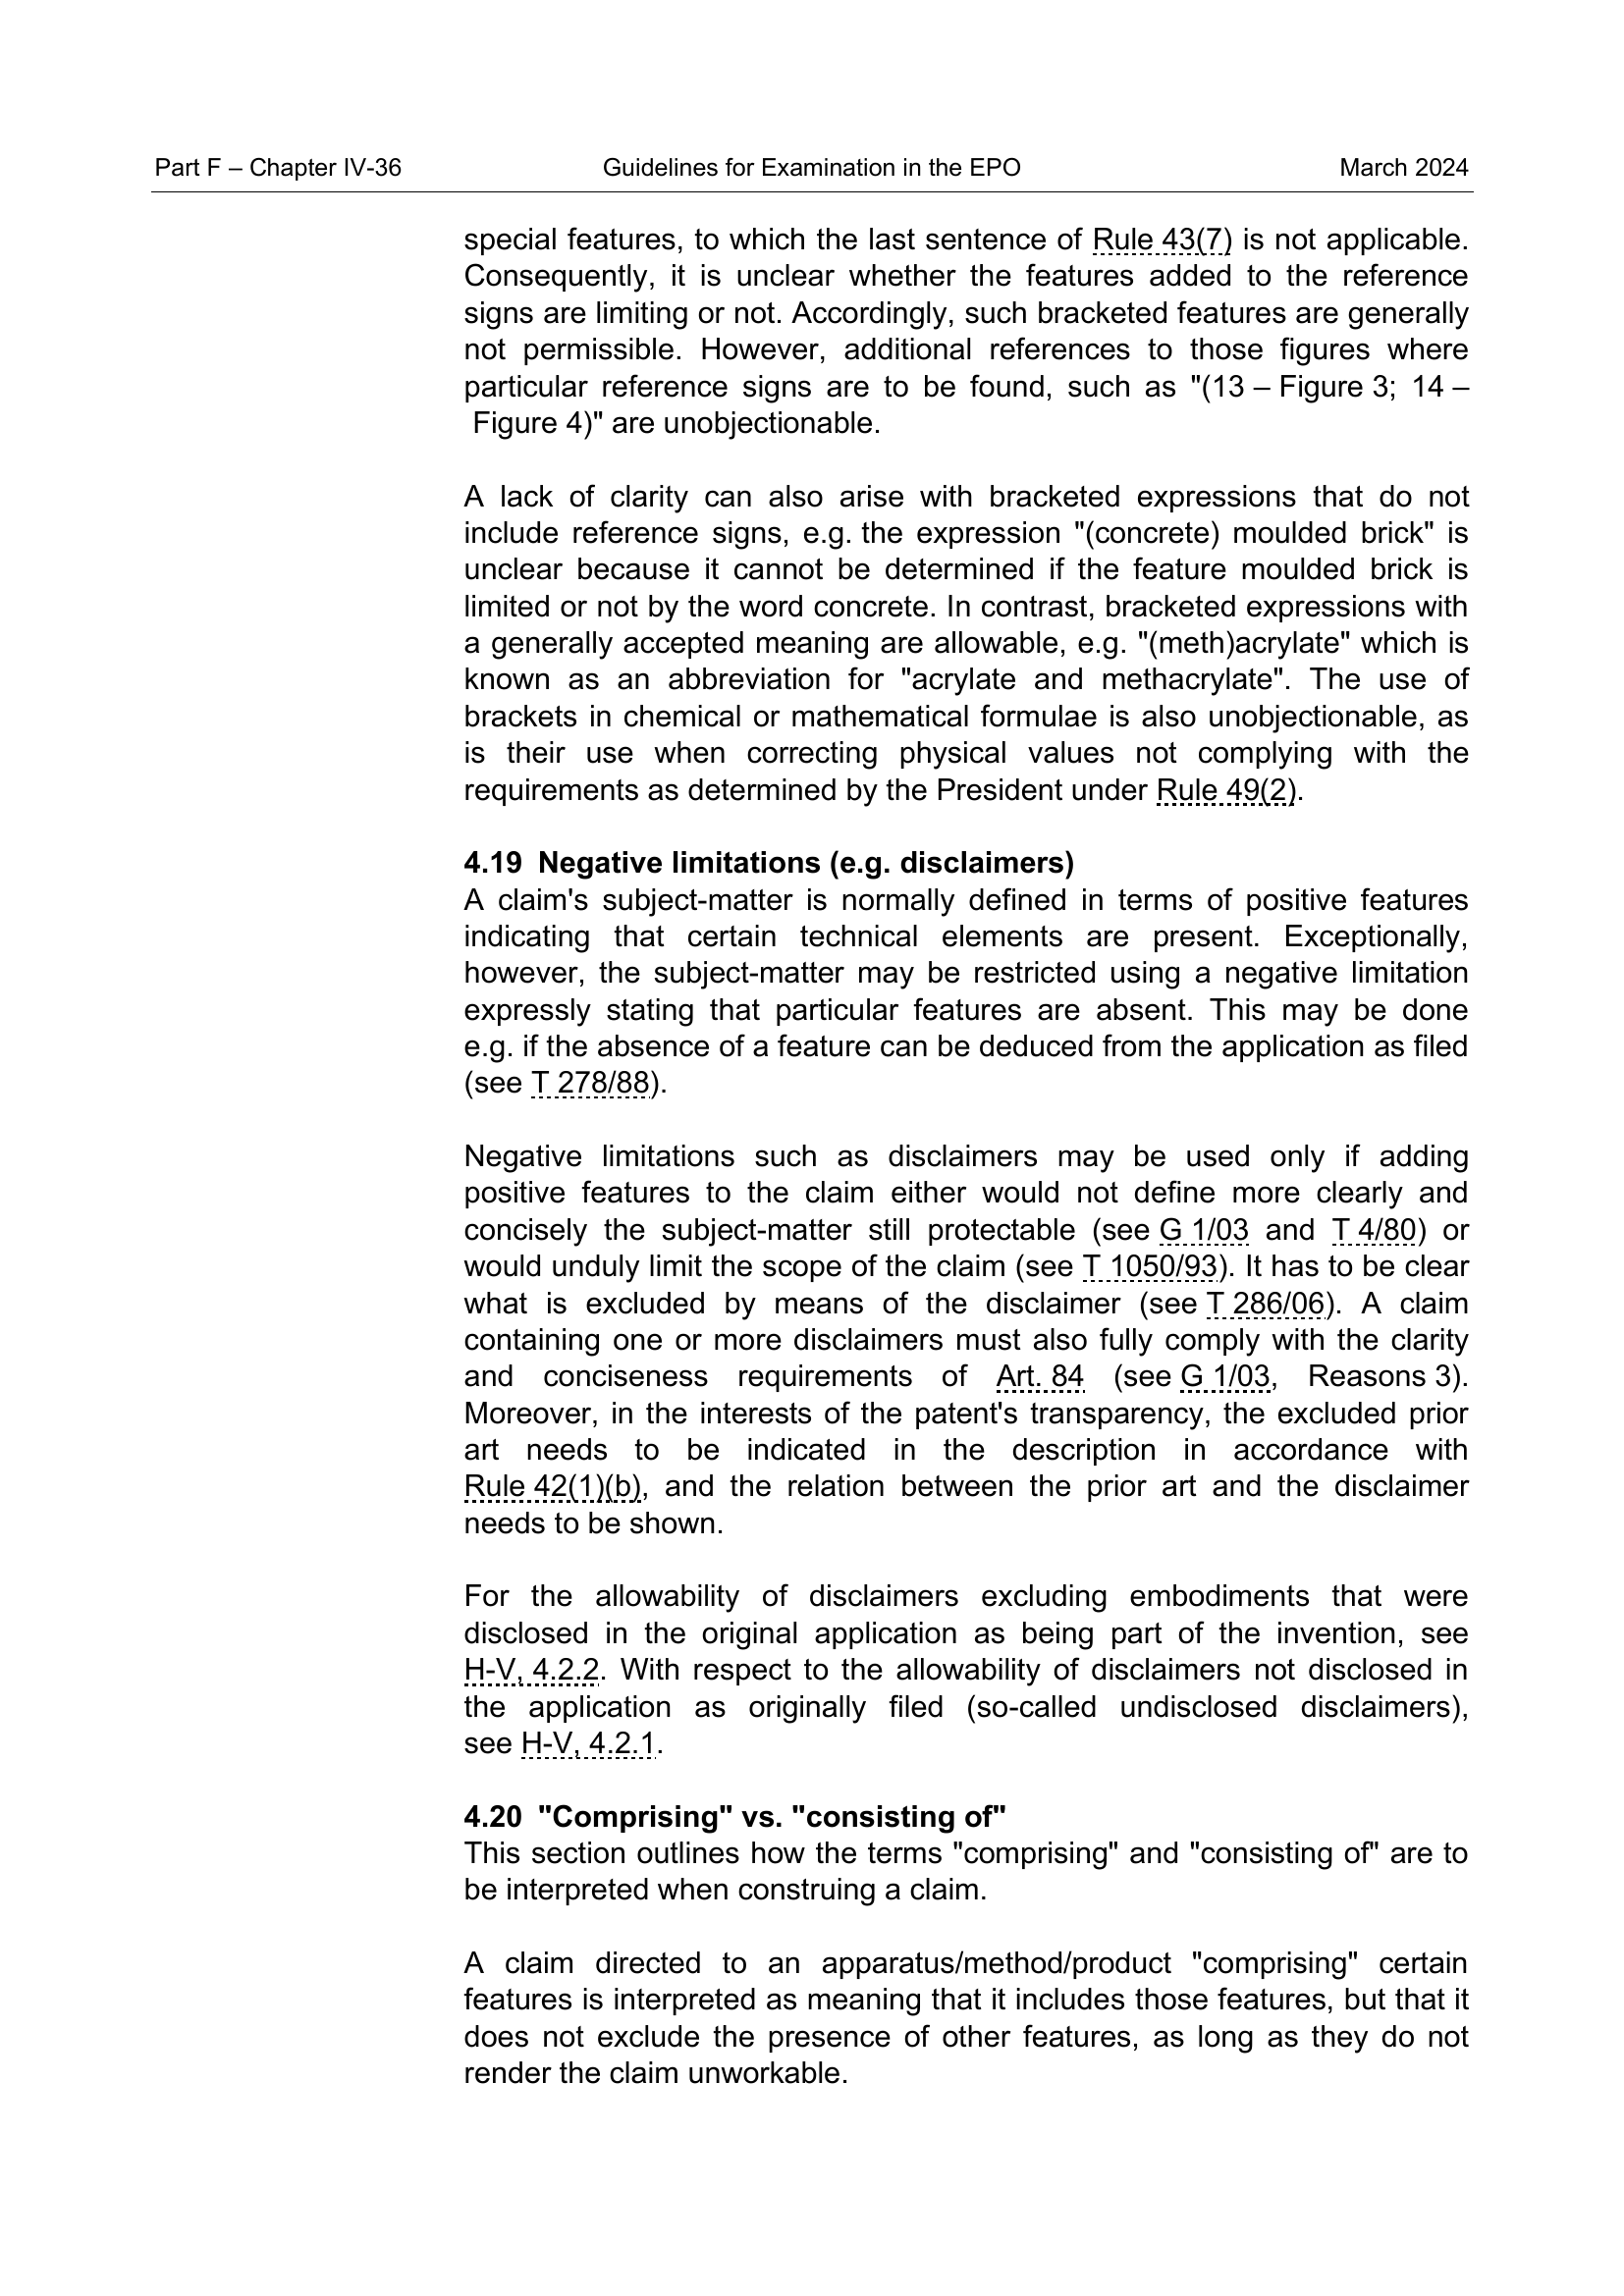 Part F – Chapter IV-36 Guidelines for Examination in the EPO March 2024
special features, to which the last sentence of Rule 43(7) is not applicable.
Consequently, it is unclear whether the features added to the reference
signs are limiting or not. Accordingly, such bracketed features are generally
not permissible. However, additional references to those figures where
particular reference signs are to be found, such as "(13 – Figure 3; 14 –
Figure 4)" are unobjectionable.
A lack of clarity can also arise with bracketed expressions that do not
include reference signs, e.g. the expression "(concrete) moulded brick" is
unclear because it cannot be determined if the feature moulded brick is
limited or not by the word concrete. In contrast, bracketed expressions with
a generally accepted meaning are allowable, e.g. "(meth)acrylate" which is
known as an abbreviation for "acrylate and methacrylate". The use of
brackets in chemical or mathematical formulae is also unobjectionable, as
is their use when correcting physical values not complying with the
requirements as determined by the President under Rule 49(2).
4.19 Negative limitations (e.g. disclaimers)
A claim's subject-matter is normally defined in terms of positive features
indicating that certain technical elements are present. Exceptionally,
however, the subject-matter may be restricted using a negative limitation
expressly stating that particular features are absent. This may be done
e.g. if the absence of a feature can be deduced from the application as filed
(see T 278/88).
Negative limitations such as disclaimers may be used only if adding
positive features to the claim either would not define more clearly and
concisely the subject-matter still protectable (see G 1/03 and T 4/80) or
would unduly limit the scope of the claim (see T 1050/93). It has to be clear
what is excluded by means of the disclaimer (see T 286/06). A claim
containing one or more disclaimers must also fully comply with the clarity
and conciseness requirements of Art. 84 (see G 1/03, Reasons 3).
Moreover, in the interests of the patent's transparency, the excluded prior
art needs to be indicated in the description in accordance with
Rule 42(1)(b), and the relation between the prior art and the disclaimer
needs to be shown.
For the allowability of disclaimers excluding embodiments that were
disclosed in the original application as being part of the invention, see
H-V, 4.2.2. With respect to the allowability of disclaimers not disclosed in
the application as originally filed (so-called undisclosed disclaimers),
see H-V, 4.2.1.
4.20 "Comprising" vs. "consisting of"
This section outlines how the terms "comprising" and "consisting of" are to
be interpreted when construing a claim.
A claim directed to an apparatus/method/product "comprising" certain
features is interpreted as meaning that it includes those features, but that it
does not exclude the presence of other features, as long as they do not
render the claim unworkable.